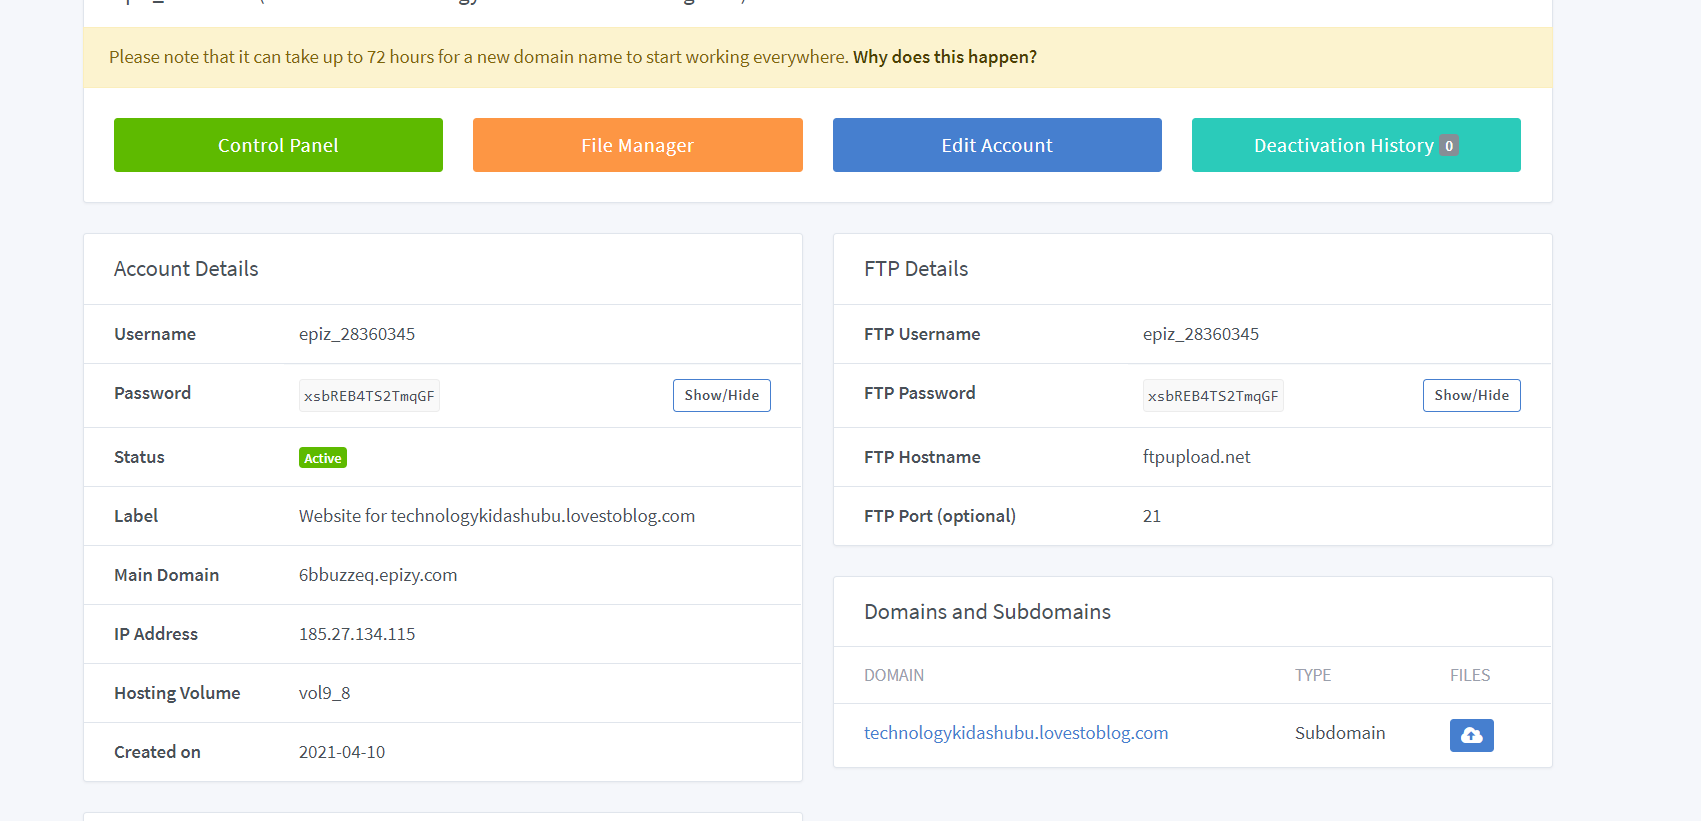 Please note that it can take up to 72 hours for a new domain name to start working everywhere. Why does this happen?
Control Panel
File Manager
Edit Account
Deactivation History 0
Account Details
Username epiz_28360345
Password xsbREB4TS2TmqGF Show/Hide
Status Active
Label Website for technologykidashubu.lovestoblog.com
Main Domain 6bbuzzeq.epizy.com
IP Address 185.27.134.115
Hosting Volume vol9_8
Created on 2021-04-10
FTP Details
FTP Username epiz_28360345
FTP Password xsbREB4TS2TmqGF Show/Hide
FTP Hostname ftpupload.net
FTP Port (optional) 21
Domains and Subdomains
DOMAIN TYPE FILES
technologykidashubu.lovestoblog.com Subdomain